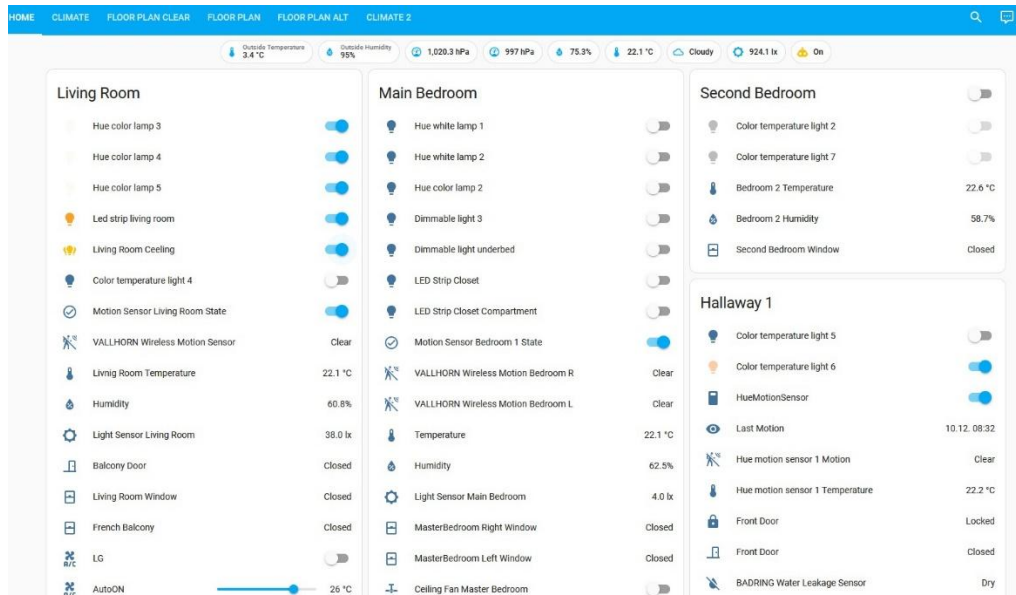 HOME CLIMATE FLOOR PLAN CLEAR FLOOR PLAN FLOOR PLAN ALT CLIMATE 2
Outside Temperature
3.4 °C
Outside Humidity
95%
1,020.3 hPa
997 hPa
75.3%
22.1 °C
Cloudy
924.1 lx
On
Living Room
Hue color lamp 3
Hue color lamp 4
Hue color lamp 5
Led strip living room
Living Room Ceeling
Color temperature light 4
Motion Sensor Living Room State
VALLHORN Wireless Motion Sensor Clear
Livnig Room Temperature 22.1 °C
Humidity 60.8%
Light Sensor Living Room 38.0 lx
Balcony Door Closed
Living Room Window Closed
French Balcony Closed
A/C LG
A/C AutoON 26 °C
Main Bedroom
Hue white lamp 1
Hue white lamp 2
Hue color lamp 2
Dimmable light 3
Dimmable light underbed
LED Strip Closet
LED Strip Closet Compartment
Motion Sensor Bedroom 1 State
VALLHORN Wireless Motion Bedroom R Clear
VALLHORN Wireless Motion Bedroom L Clear
Temperature 22.1 °C
Humidity 62.5%
Light Sensor Main Bedroom 4.0 lx
MasterBedroom Right Window Closed
MasterBedroom Left Window Closed
Ceiling Fan Master Bedroom
Second Bedroom
Color temperature light 2
Color temperature light 7
Bedroom 2 Temperature 22.6 °C
Bedroom 2 Humidity 58.7%
Second Bedroom Window Closed
Hallaway 1
Color temperature light 5
Color temperature light 6
HueMotionSensor
Last Motion 10.12. 08:32
Hue motion sensor 1 Motion Clear
Hue motion sensor 1 Temperature 22.2 °C
Front Door Locked
Front Door Closed
BADRING Water Leakage Sensor Dry